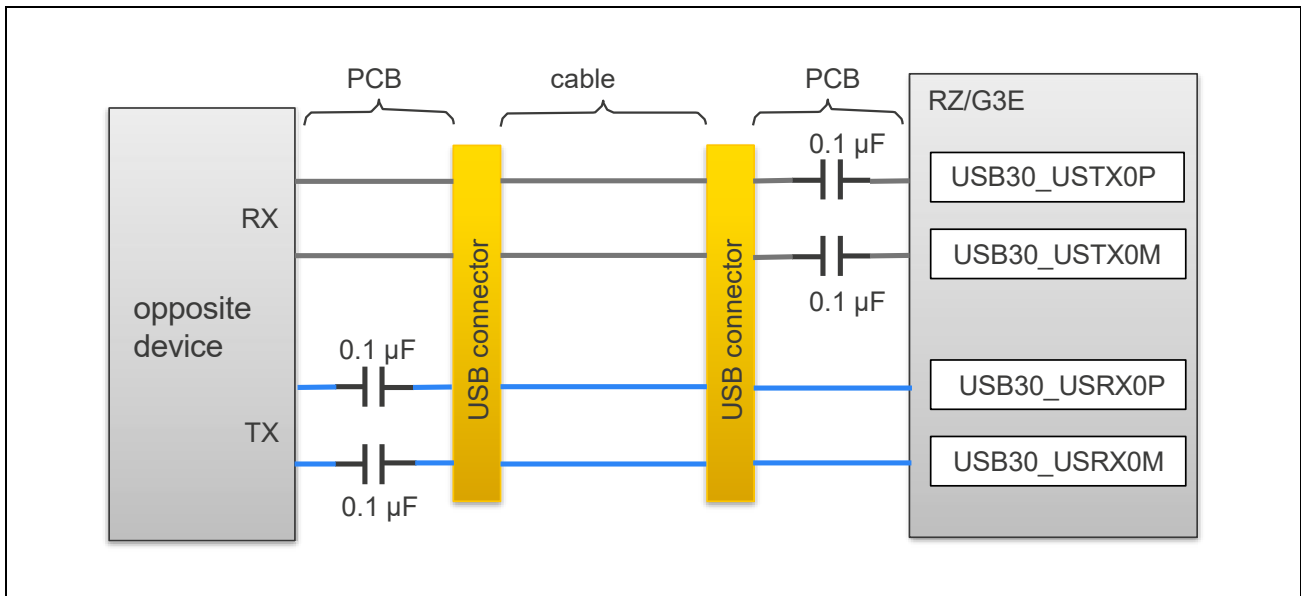 PCB
cable
PCB
RZ/G3E
0.1 µF
USB30_USTX0P
RX
USB connector
USB connector
USB30_USTX0M
0.1 µF
opposite
device
0.1 µF
USB30_USRX0P
TX
USB30_USRX0M
0.1 µF